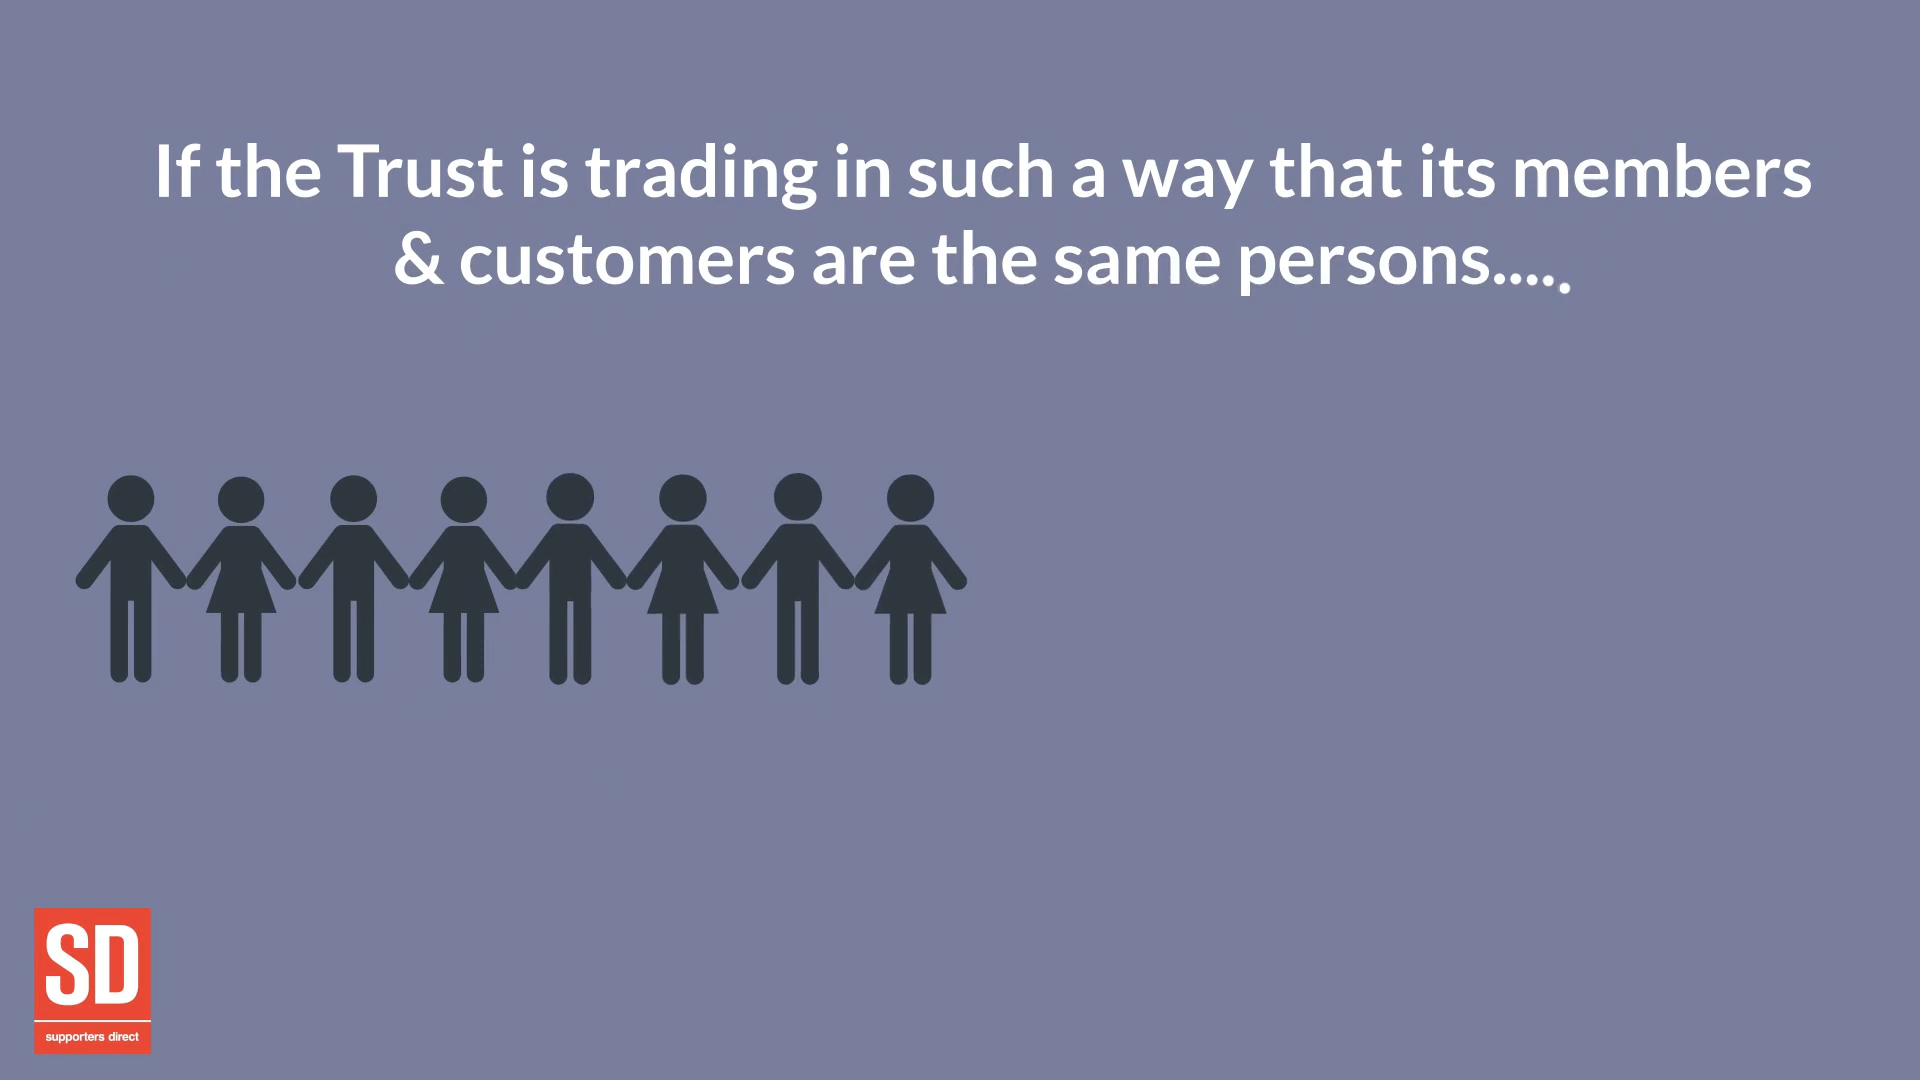 If the Trust is trading in such a way that its members
& customers are the same persons.....
SD
supporters direct